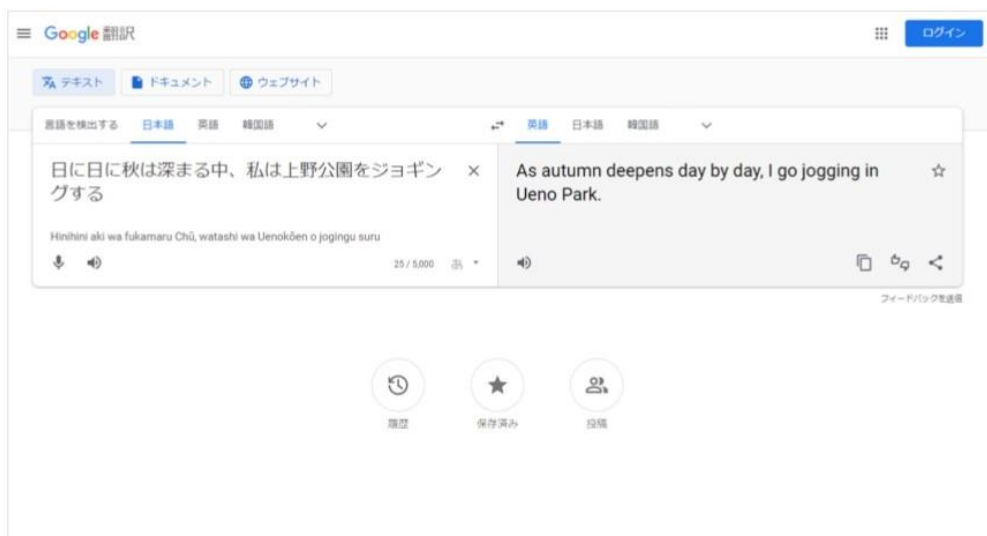 Google 翻訳
ログイン
テキスト
ドキュメント
ウェブサイト
言語を検出する 日本語 英語 韓国語
英語 日本語 韓国語
日に日に秋は深まる中、私は上野公園をジョギン
グする
Hinihini aki wa fukamaru Chū, watashi wa Uenokōen o jogingu suru
25 / 5,000
あ
As autumn deepens day by day, I go jogging in
Ueno Park.
フィードバックを送信
履歴
保存済み
投稿